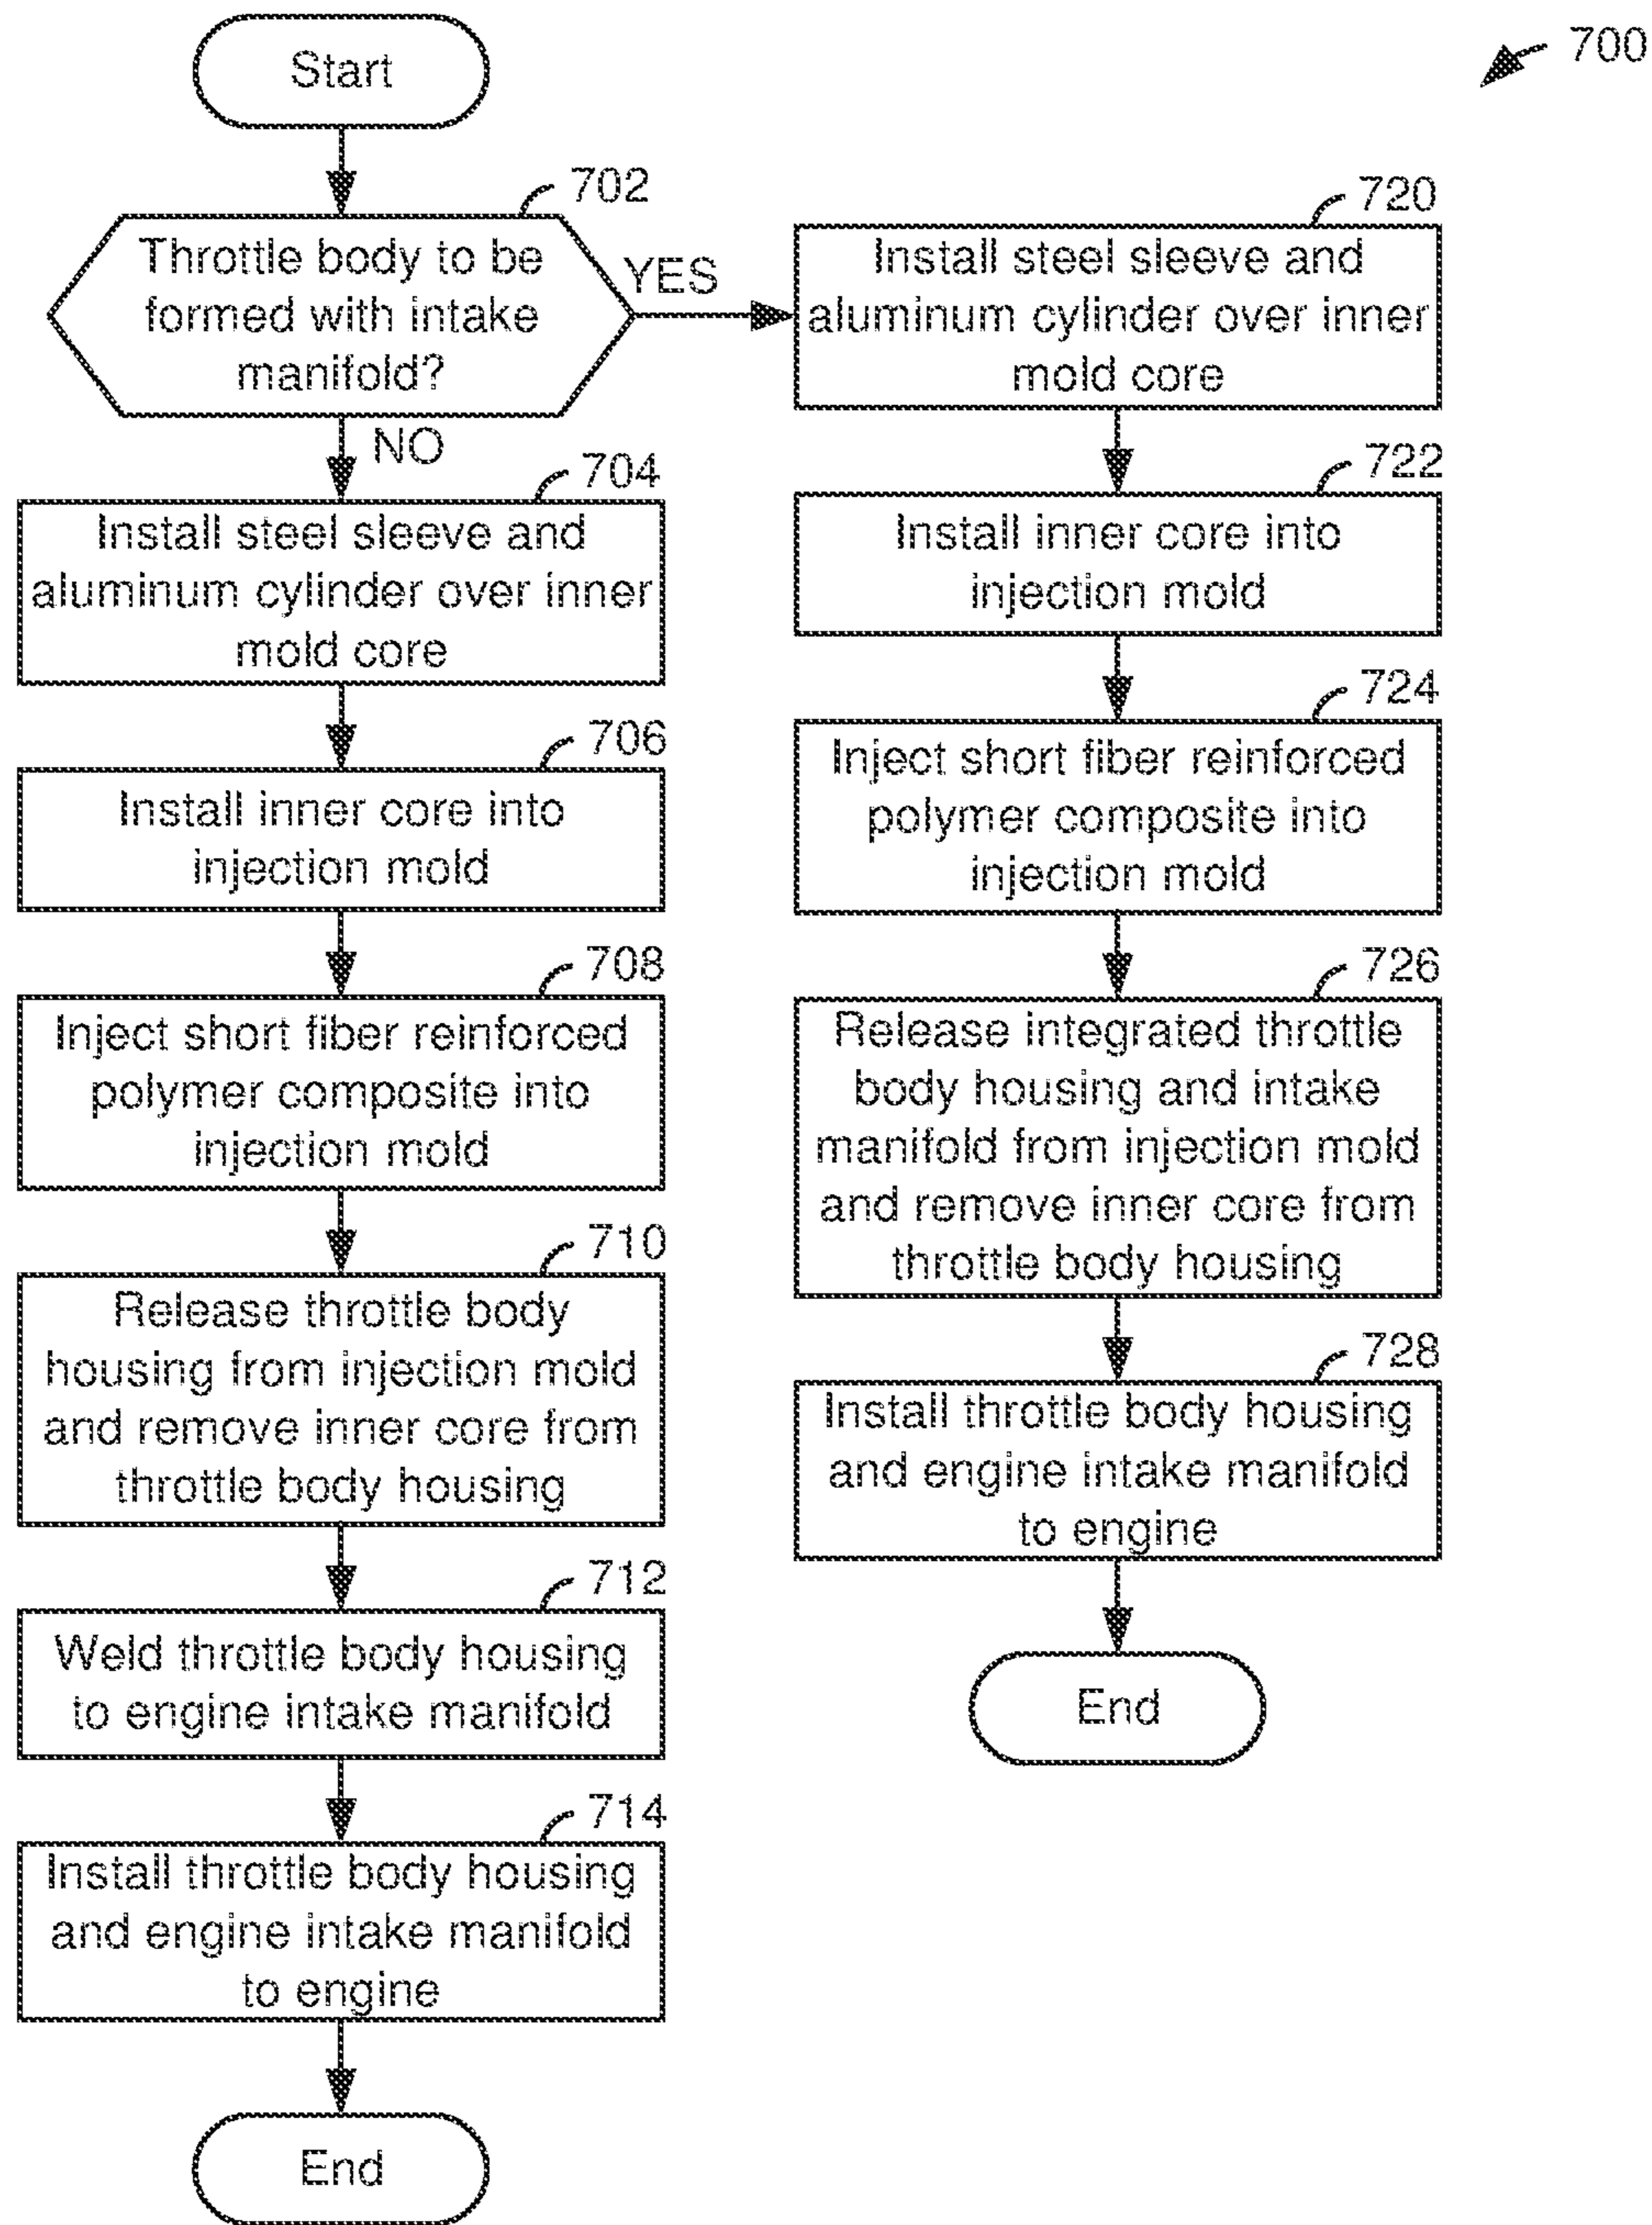 700
Start
702
Throttle body to be
formed with intake
manifold?
YES
NO
704
Install steel sleeve and
aluminum cylinder over inner
mold core
706
Install inner core into
injection mold
708
Inject short fiber reinforced
polymer composite into
injection mold
710
Release throttle body
housing from injection mold
and remove inner core from
throttle body housing
712
Weld throttle body housing
to engine intake manifold
714
Install throttle body housing
and engine intake manifold
to engine
End
720
Install steel sleeve and
aluminum cylinder over inner
mold core
722
Install inner core into
injection mold
724
Inject short fiber reinforced
polymer composite into
injection mold
726
Release integrated throttle
body housing and intake
manifold from injection mold
and remove inner core from
throttle body housing
728
Install throttle body housing
and engine intake manifold
to engine
End